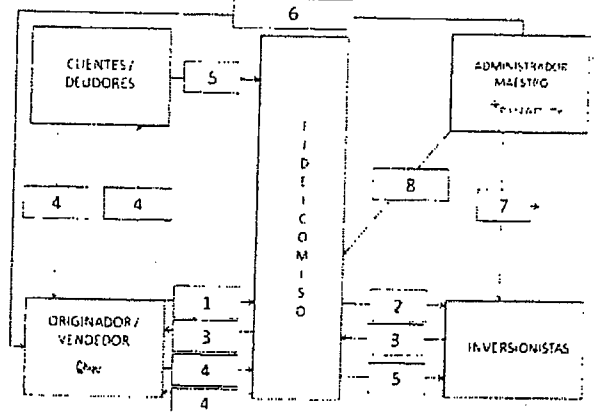 6
CLIENTES/
DEUDORES
5
FIDEICOMISO
ADMINISTRADOR
MAESTRO
8
4
4
7
ORIGINADOR/
VENDEDOR
1
3
4
4
2
3
5
INVERSIONISTAS